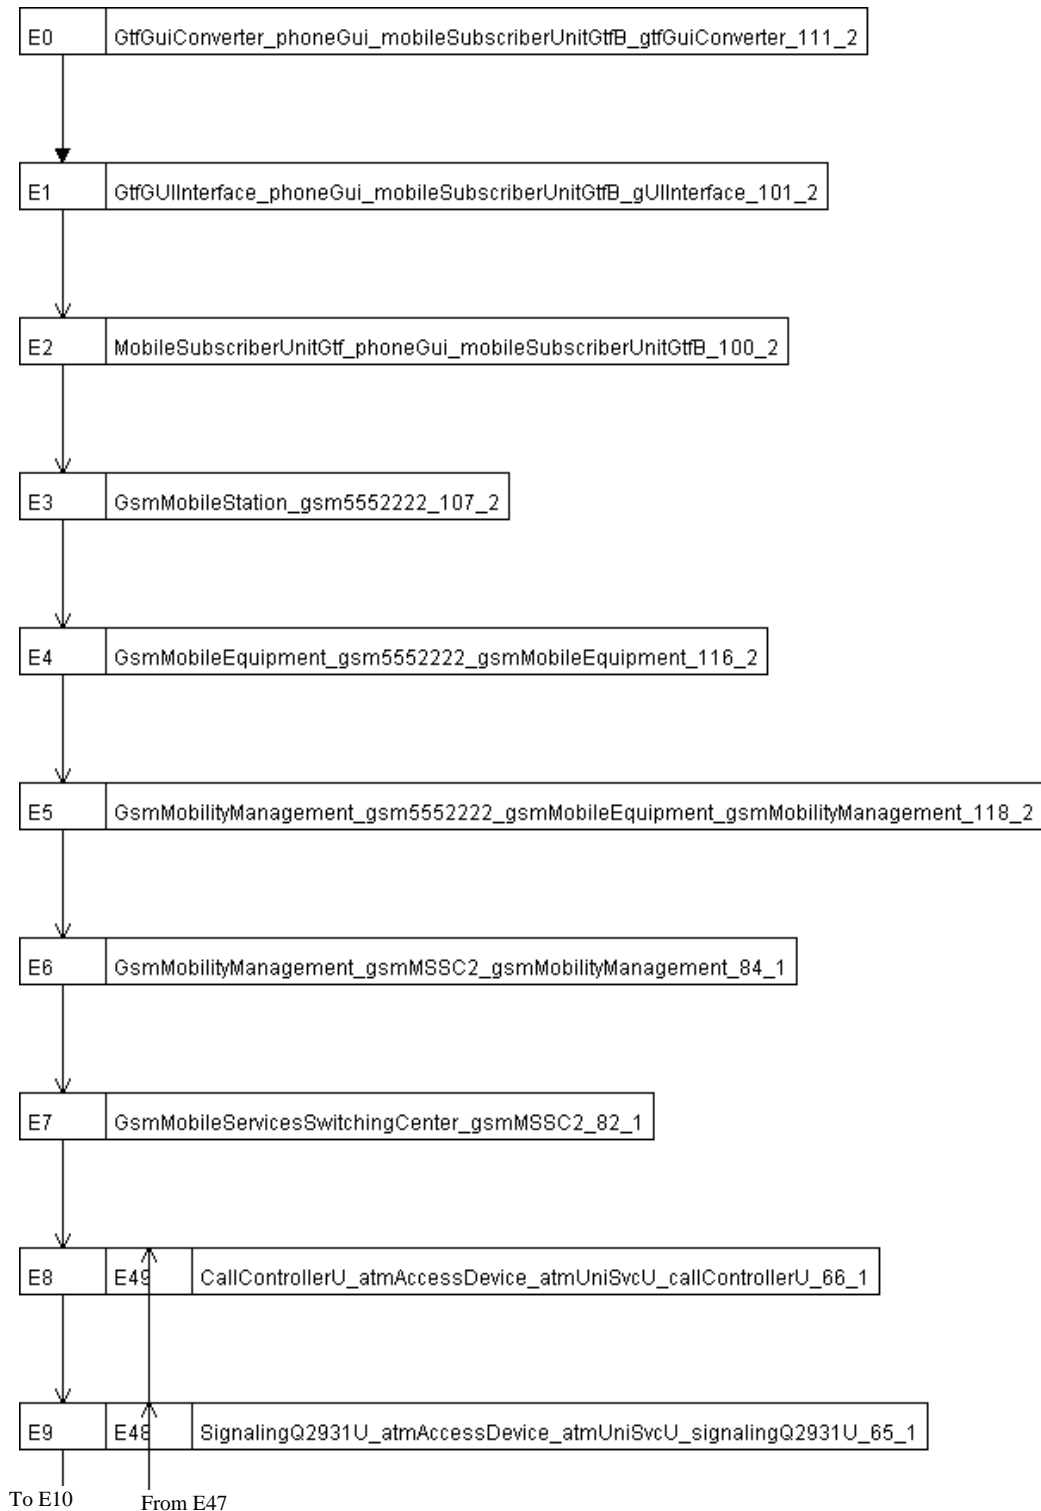 E0 GtfGuiConverter_phoneGui_mobileSubscriberUnitGtfB_gtfGuiConverter_111_2
E1 GtfGUIInterface_phoneGui_mobileSubscriberUnitGtfB_gUIInterface_101_2
E2 MobileSubscriberUnitGtf_phoneGui_mobileSubscriberUnitGtfB_100_2
E3 GsmMobileStation_gsm5552222_107_2
E4 GsmMobileEquipment_gsm5552222_gsmMobileEquipment_116_2
E5 GsmMobilityManagement_gsm5552222_gsmMobileEquipment_gsmMobilityManagement_118_2
E6 GsmMobilityManagement_gsmMSSC2_gsmMobilityManagement_84_1
E7 GsmMobileServicesSwitchingCenter_gsmMSSC2_82_1
E8 E49 CallControllerU_atmAccessDevice_atmUniSvcU_callControllerU_66_1
E9 E48 SignalingQ2931U_atmAccessDevice_atmUniSvcU_signalingQ2931U_65_1
To E10 From E47